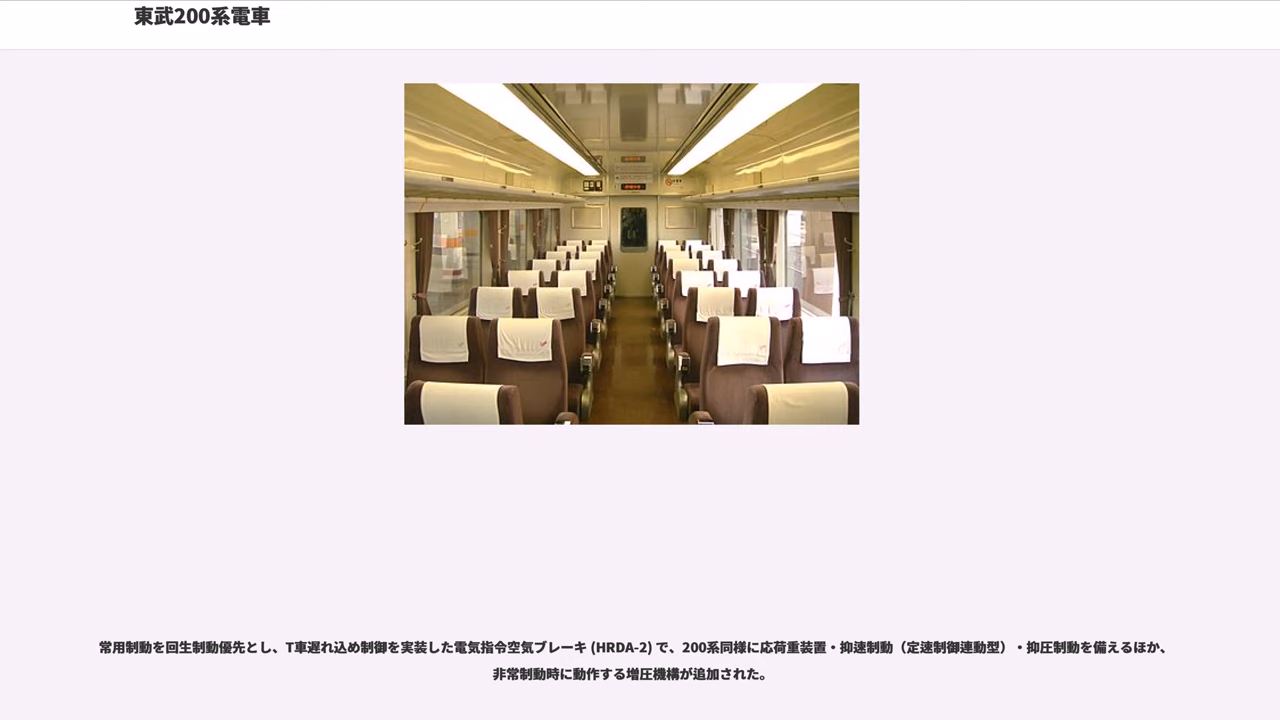 東武200系電車
常用制動を回生制動優先とし、T車遅れ込め制御を実装した電気指令空気ブレーキ (HRDA-2) で、200系同様に応荷重装置・抑速制動（定速制御連動型）・抑圧制動を備えるほか、
非常制動時に動作する増圧機構が追加された。